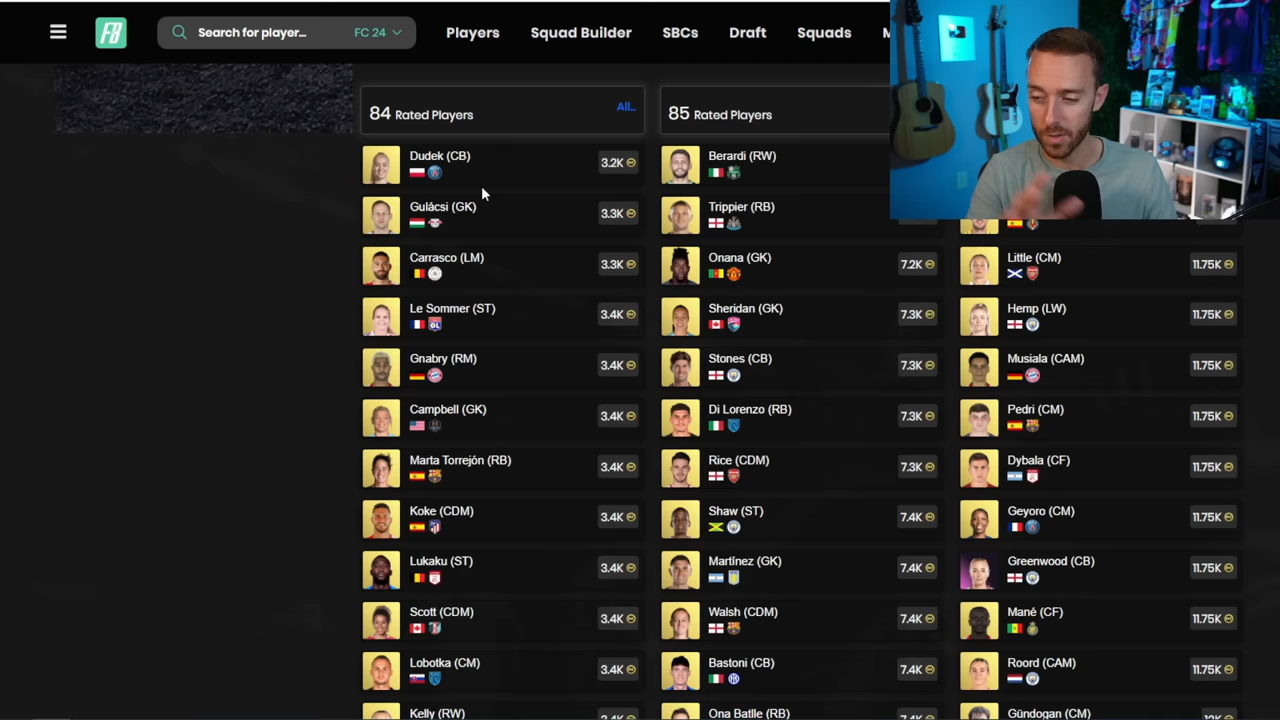 FB Search for player... FC 24 Players Squad Builder SBCs Draft Squads M
84 Rated Players All..
85 Rated Players
Dudek (CB) 3.2K
Gulácsi (GK) 3.3K
Carrasco (LM) 3.3K
Le Sommer (ST) 3.4K
Gnabry (RM) 3.4K
Campbell (GK) 3.4K
Marta Torrejón (RB) 3.4K
Koke (CDM) 3.4K
Lukaku (ST) 3.4K
Scott (CDM) 3.4K
Lobotka (CM) 3.4K
Kelly (RW) 3.4K
Berardi (RW)
Trippier (RB)
Onana (GK) 7.2K
Sheridan (GK) 7.3K
Stones (CB) 7.3K
Di Lorenzo (RB) 7.3K
Rice (CDM) 7.3K
Shaw (ST) 7.4K
Martínez (GK) 7.4K
Walsh (CDM) 7.4K
Bastoni (CB) 7.4K
Ona Batlle (RB) 7.4K
Little (CM) 11.75K
Hemp (LW) 11.75K
Musiala (CAM) 11.75K
Pedri (CM) 11.75K
Dybala (CF) 11.75K
Geyoro (CM) 11.75K
Greenwood (CB) 11.75K
Mané (CF) 11.75K
Roord (CAM) 11.75K
Gündogan (CM) 12K